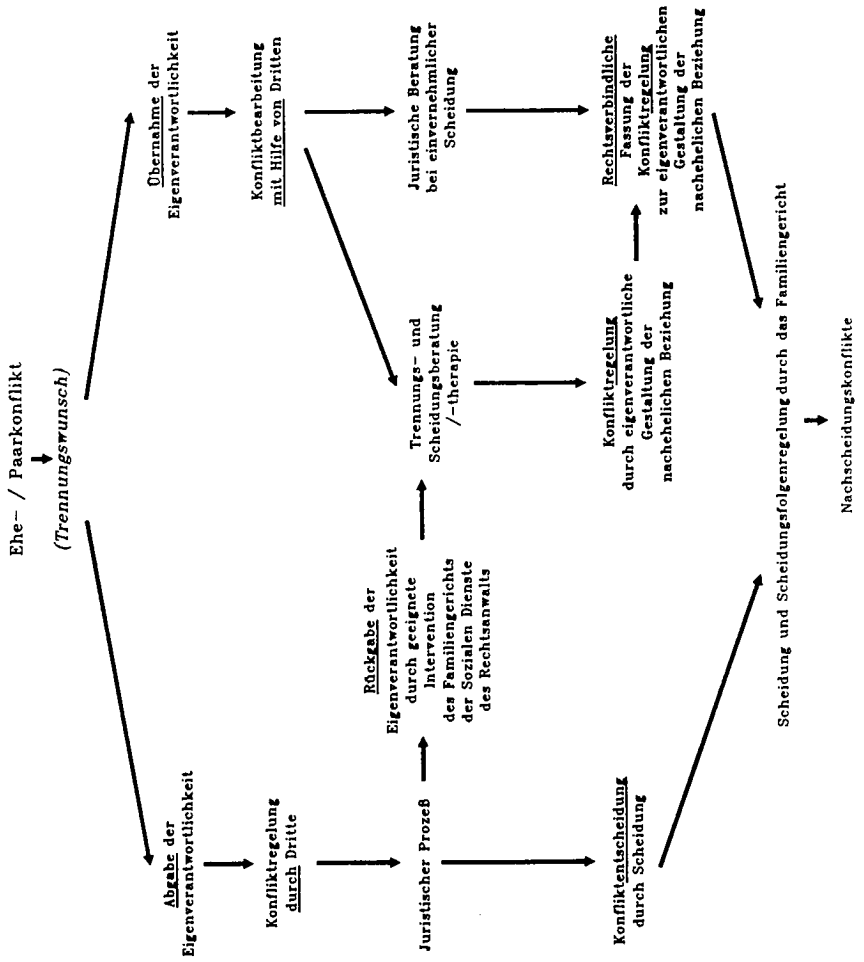 Ehe- / Paarkonflikt
(Trennungswunsch)
Abgabe der
Eigenverantwortlichkeit
Übernahme der
Eigenverantwortlichkeit
Konfliktregelung
durch Dritte
Konfliktbearbeitung
mit Hilfe von Dritten
Juristischer Prozeß
Rückgabe der
Eigenverantwortlichkeit
durch geeignete
Intervention
des Familiengerichts
der Sozialen Dienste
des Rechtsanwalts
Trennungs- und
Scheidungsberatung
/-therapie
Juristische Beratung
bei einvernehmlicher
Scheidung
Konfliktentscheidung
durch Scheidung
Konfliktregelung
durch eigenverantwortliche
Gestaltung der
nachehelichen Beziehung
Rechtsverbindliche
Fassung der
Konfliktregelung
zur eigenverantwortlichen
Gestaltung der
nachehelichen Beziehung
Scheidung und Scheidungsfolgenregelung durch das Familiengericht
Nachscheidungskonflikte